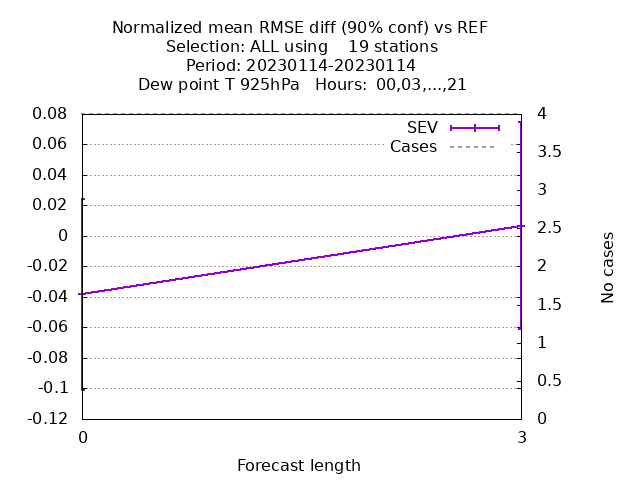 Normalized mean RMSE diff (90% conf) vs REF
Selection: ALL using    19 stations
Period: 20230114-20230114
Dew point T 925hPa   Hours:  00,03,...,21
0.08
0.06
0.04
0.02
0
-0.02
-0.04
-0.06
-0.08
-0.1
-0.12
SEV
Cases
4
3.5
3
2.5
2
1.5
1
0.5
0
No cases
0
3
Forecast length